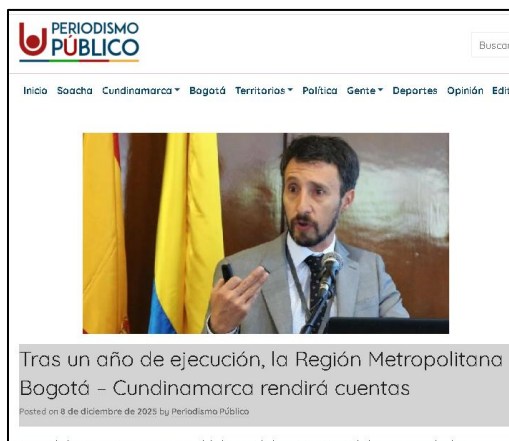 PERIODISMO
PÚBLICO
Buscar
Inicio Soacha Cundinamarca Bogotá Territorios Política Gente Deportes Opinión Edit
Tras un año de ejecución, la Región Metropolitana
Bogotá – Cundinamarca rendirá cuentas
Posted on 8 de diciembre de 2025 by Periodismo Público